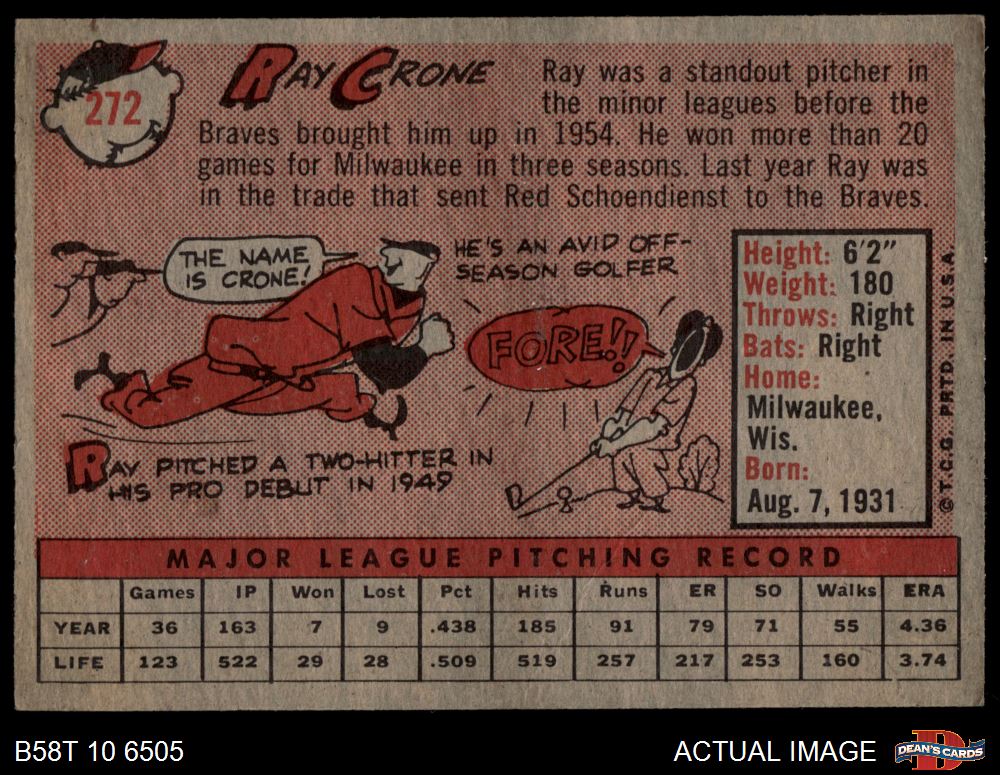 272
RAY CRONE
Ray was a standout pitcher in
the minor leagues before the
Braves brought him up in 1954. He won more than 20
games for Milwaukee in three seasons. Last year Ray was
in the trade that sent Red Schoendienst to the Braves.
THE NAME
IS CRONE!
HE'S AN AVID OFF-
SEASON GOLFER
FORE!!
RAY PITCHED A TWO-HITTER IN
HIS PRO DEBUT IN 1949
Height: 6'2"
Weight: 180
Throws: Right
Bats: Right
Home:
Milwaukee,
Wis.
Born:
Aug. 7, 1931
© T.C.G. PRTD. IN U.S.A.
MAJOR LEAGUE PITCHING RECORD
Games IP Won Lost Pct Hits Runs ER SO Walks ERA
YEAR 36 163 7 9 .438 185 91 79 71 55 4.36
LIFE 123 522 29 28 .509 519 257 217 253 160 3.74
B58T 10 6505
ACTUAL IMAGE
D
DEAN'S CARDS